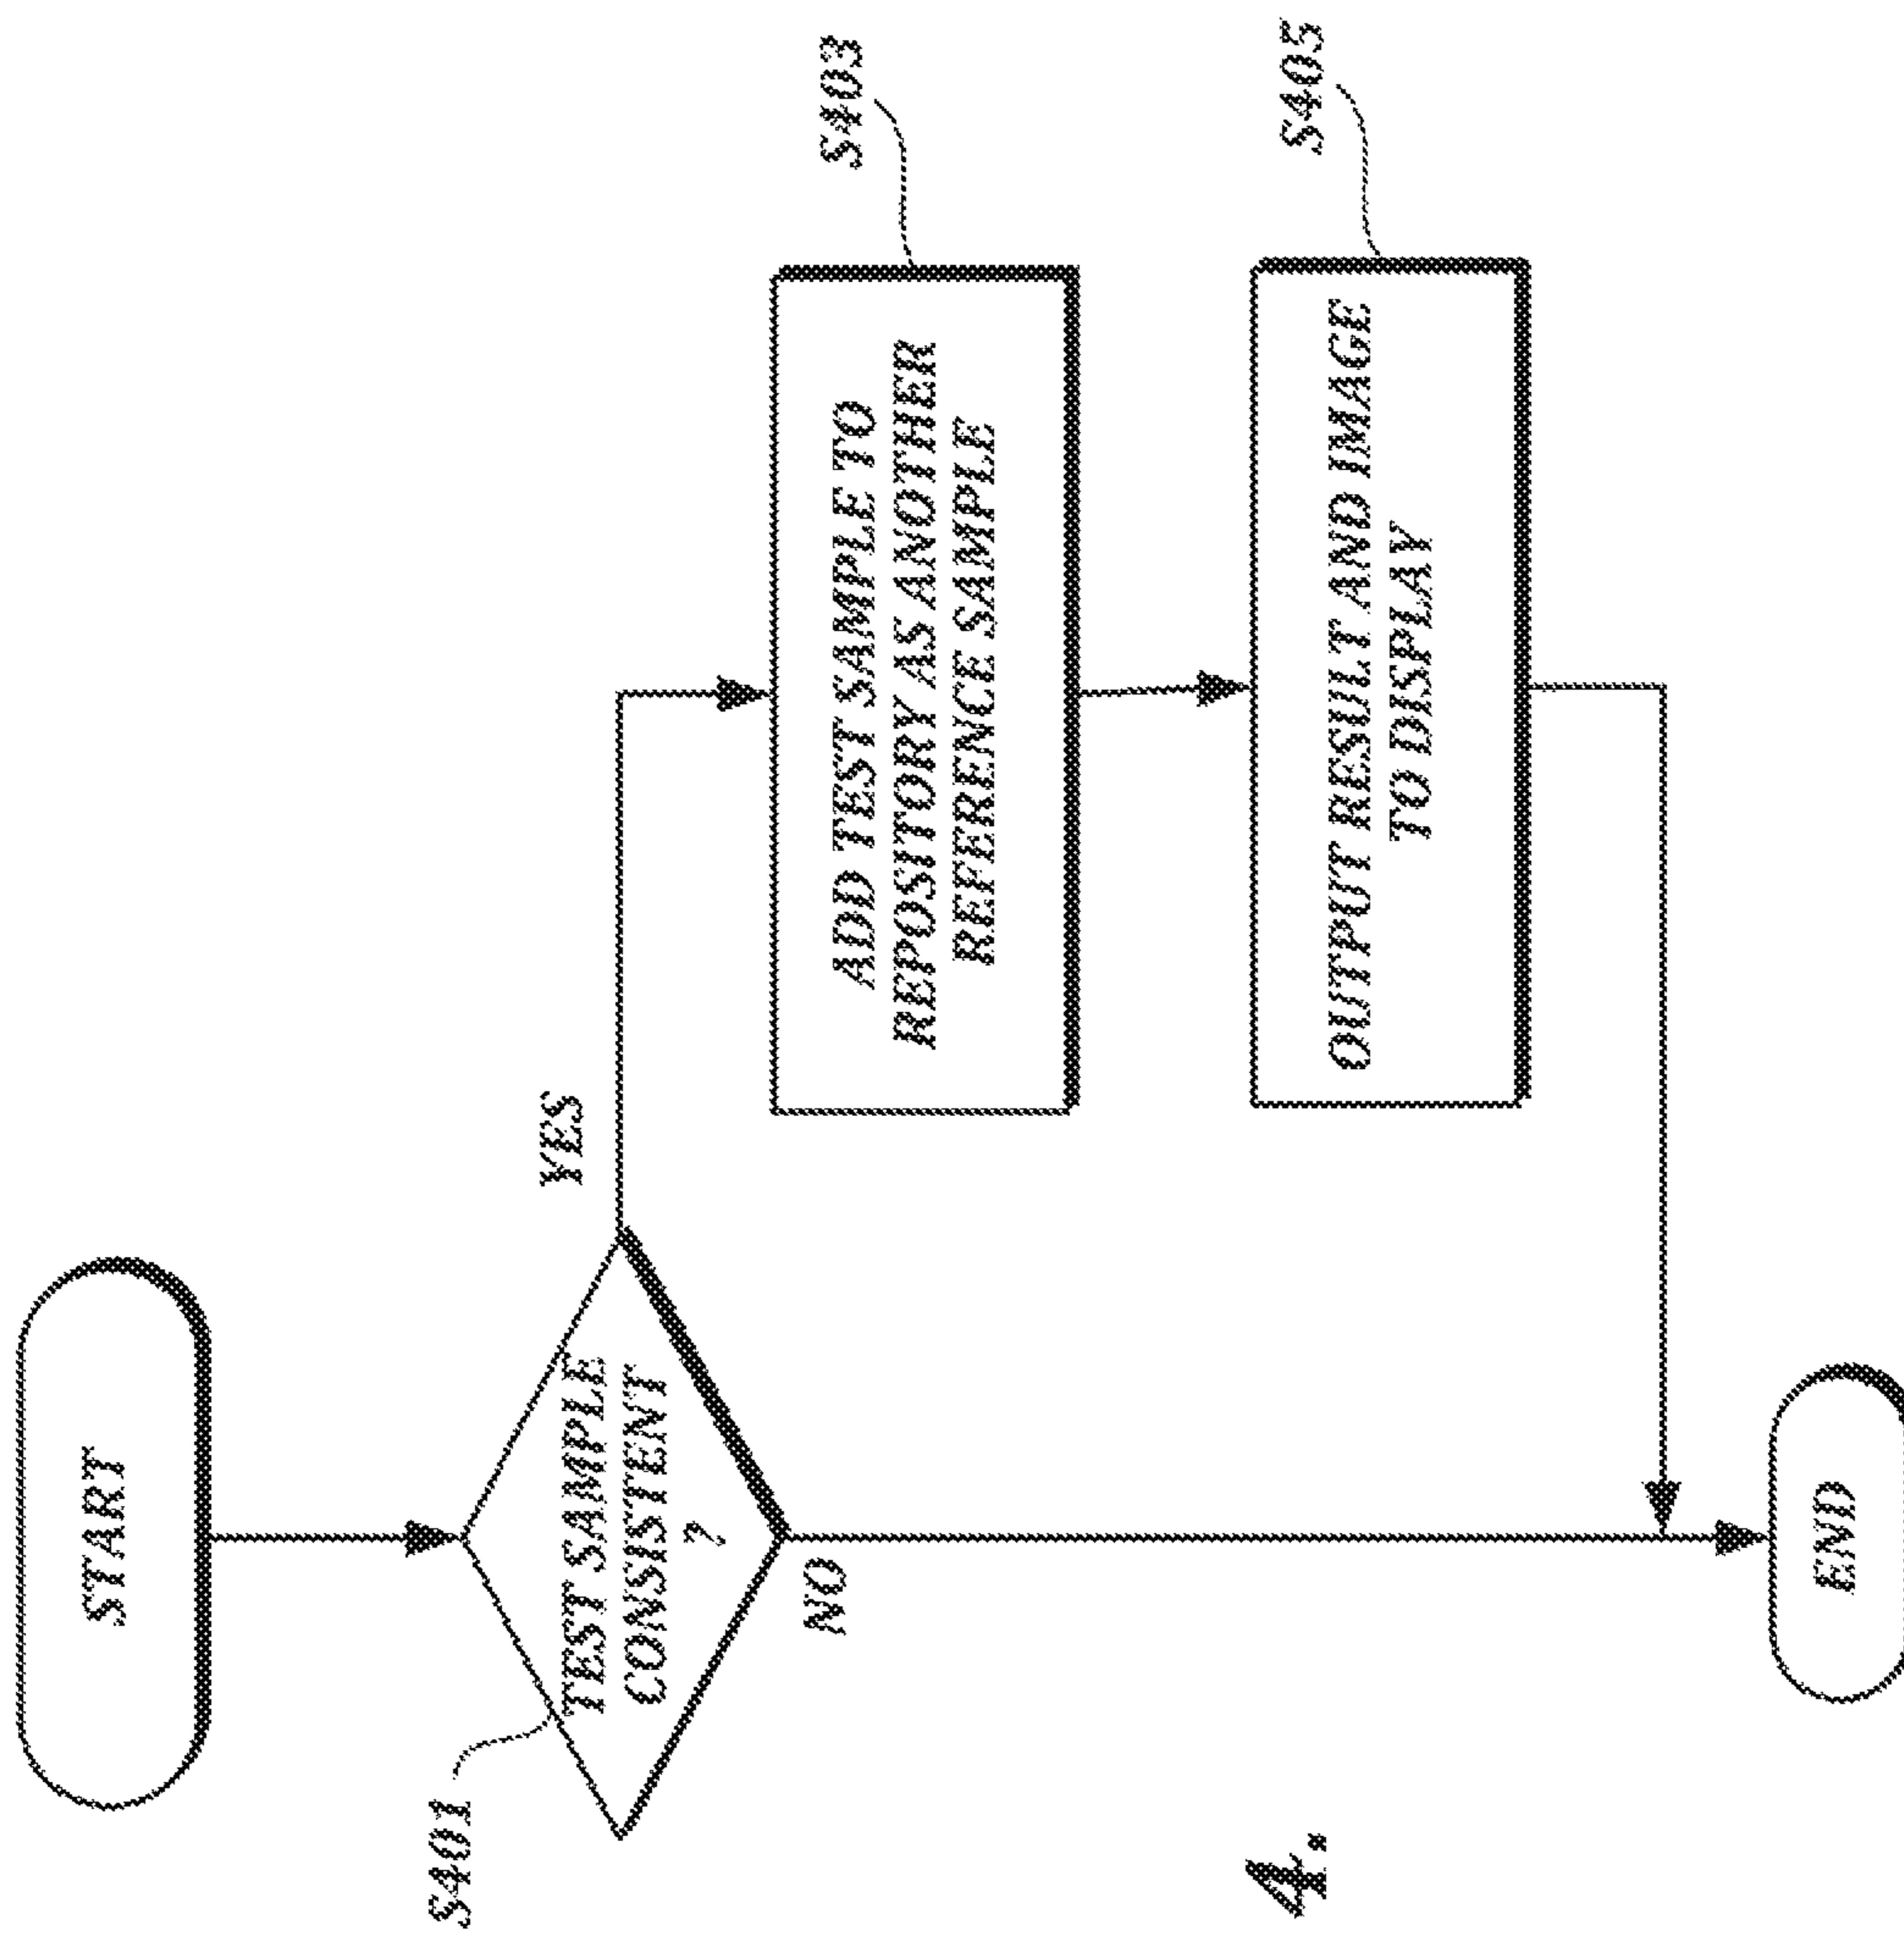 START
S401
TEST SAMPLE
CONSISTENT
?
YES
NO
ADD TEST SAMPLE TO
REPOSITORY AS ANOTHER
REFERENCE SAMPLE
S403
OUTPUT RESULT AND IMAGE
TO DISPLAY
S405
END
4.